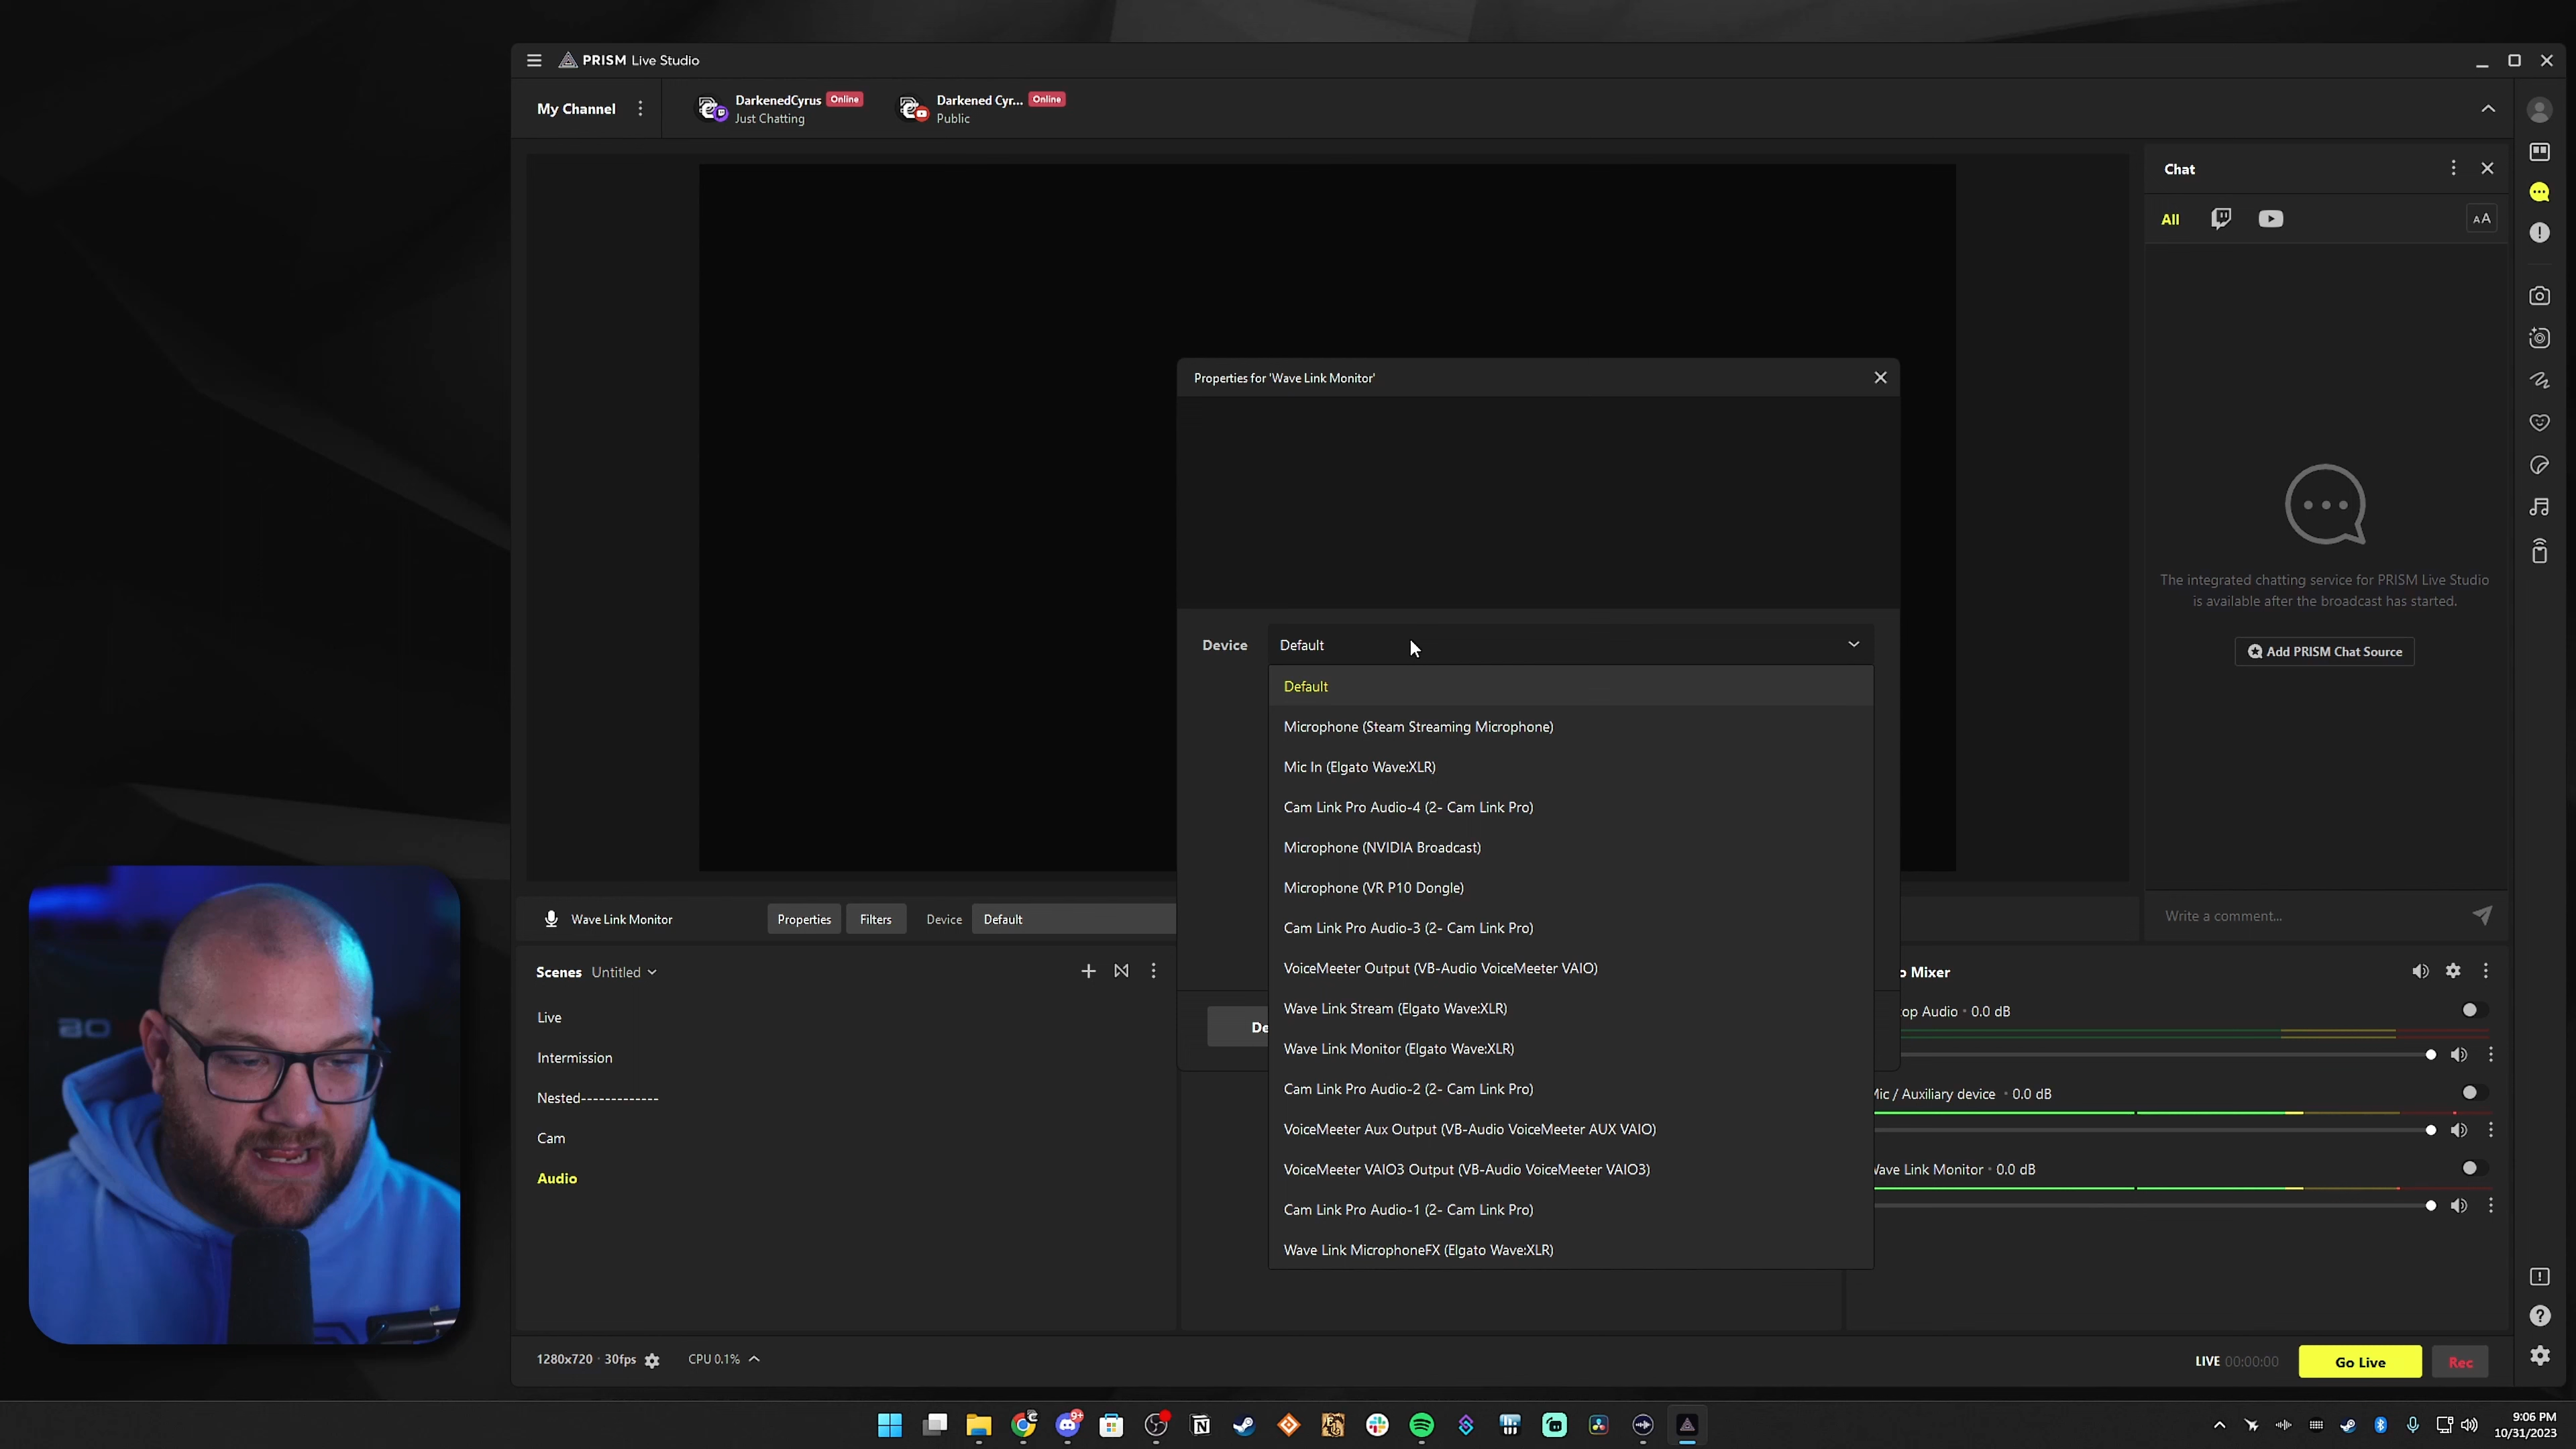 PRISM Live Studio
My Channel
DarkenedCyrus Online
Just Chatting
Darkened Cyr... Online
Public
Chat
All
AA
The integrated chatting service for PRISM Live Studio
is available after the broadcast has started.
Add PRISM Chat Source
Write a comment...
Properties for 'Wave Link Monitor'
Device Default
Default
Microphone (Steam Streaming Microphone)
Mic In (Elgato Wave:XLR)
Cam Link Pro Audio-4 (2- Cam Link Pro)
Microphone (NVIDIA Broadcast)
Microphone (VR P10 Dongle)
Cam Link Pro Audio-3 (2- Cam Link Pro)
VoiceMeeter Output (VB-Audio VoiceMeeter VAIO)
Wave Link Stream (Elgato Wave:XLR)
Wave Link Monitor (Elgato Wave:XLR)
Cam Link Pro Audio-2 (2- Cam Link Pro)
VoiceMeeter Aux Output (VB-Audio VoiceMeeter AUX VAIO)
VoiceMeeter VAIO3 Output (VB-Audio VoiceMeeter VAIO3)
Cam Link Pro Audio-1 (2- Cam Link Pro)
Wave Link MicrophoneFX (Elgato Wave:XLR)
De
Wave Link Monitor Properties Filters Device Default
Scenes Untitled
Live
Intermission
Nested-------------
Cam
Audio
o Mixer
op Audio • 0.0 dB
Mic / Auxiliary device • 0.0 dB
Wave Link Monitor • 0.0 dB
1280x720 · 30fps CPU 0.1%
LIVE 00:00:00 Go Live Rec
9+
9:06 PM
10/31/2023